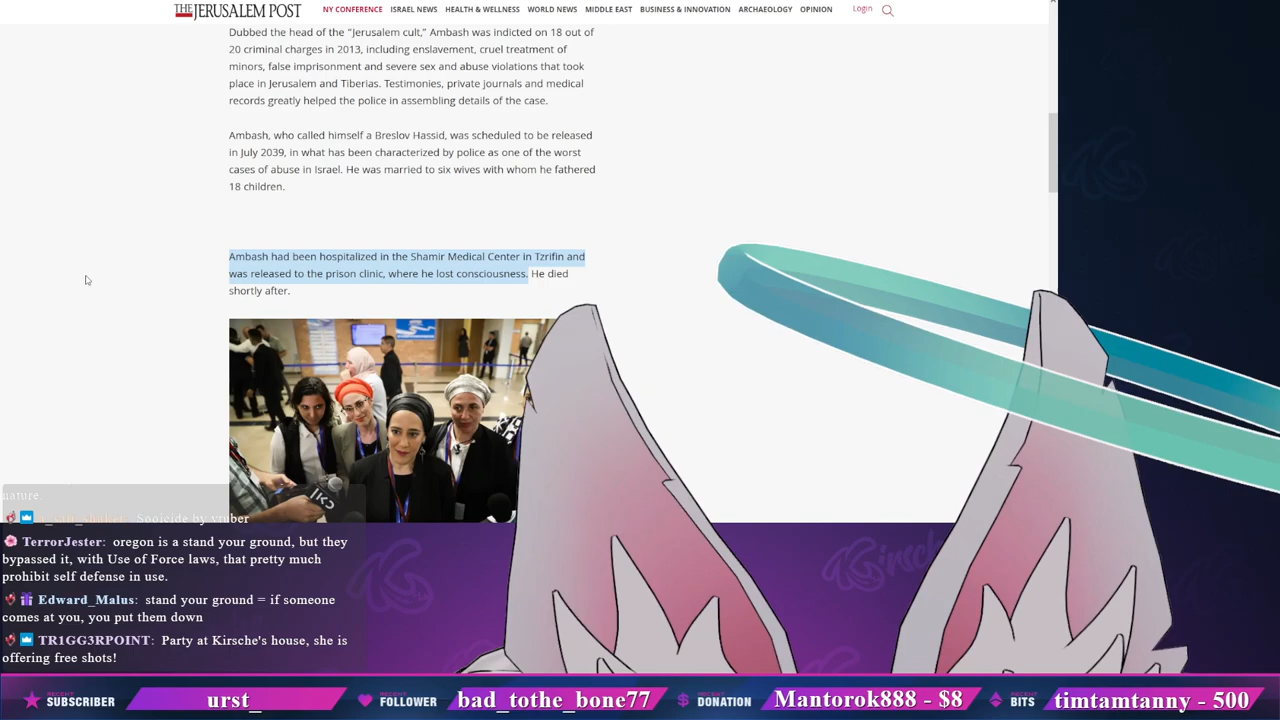 THE JERUSALEM POST
NY CONFERENCE ISRAEL NEWS HEALTH & WELLNESS WORLD NEWS MIDDLE EAST BUSINESS & INNOVATION ARCHAEOLOGY OPINION Login
Dubbed the head of the "Jerusalem cult," Ambash was indicted on 18 out of
20 criminal charges in 2013, including enslavement, cruel treatment of
minors, false imprisonment and severe sex and abuse violations that took
place in Jerusalem and Tiberias. Testimonies, private journals and medical
records greatly helped the police in assembling details of the case.
Ambash, who called himself a Breslov Hassid, was scheduled to be released
in July 2039, in what has been characterized by police as one of the worst
cases of abuse in Israel. He was married to six wives with whom he fathered
18 children.
Ambash had been hospitalized in the Shamir Medical Center in Tzrifin and
was released to the prison clinic, where he lost consciousness. He died
shortly after.
כאן
nature.
Sooicide by vtuber
TerrorJester: oregon is a stand your ground, but they
bypassed it, with Use of Force laws, that pretty much
prohibit self defense in use.
Edward_Malus: stand your ground = if someone
comes at you, you put them down
TR1GG3RPOINT: Party at Kirsche's house, she is
offering free shots!
Kirsche
RECENT SUBSCRIBER urst_ RECENT FOLLOWER bad_tothe_bone77 RECENT DONATION Mantorok888 - $8 RECENT BITS timtamtanny - 500